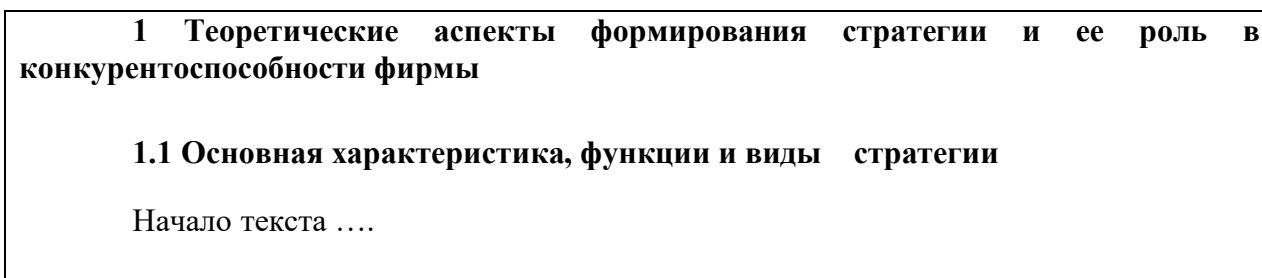 1 Теоретические аспекты формирования стратегии и ее роль в
конкурентоспособности фирмы
1.1 Основная характеристика, функции и виды стратегии
Начало текста ….